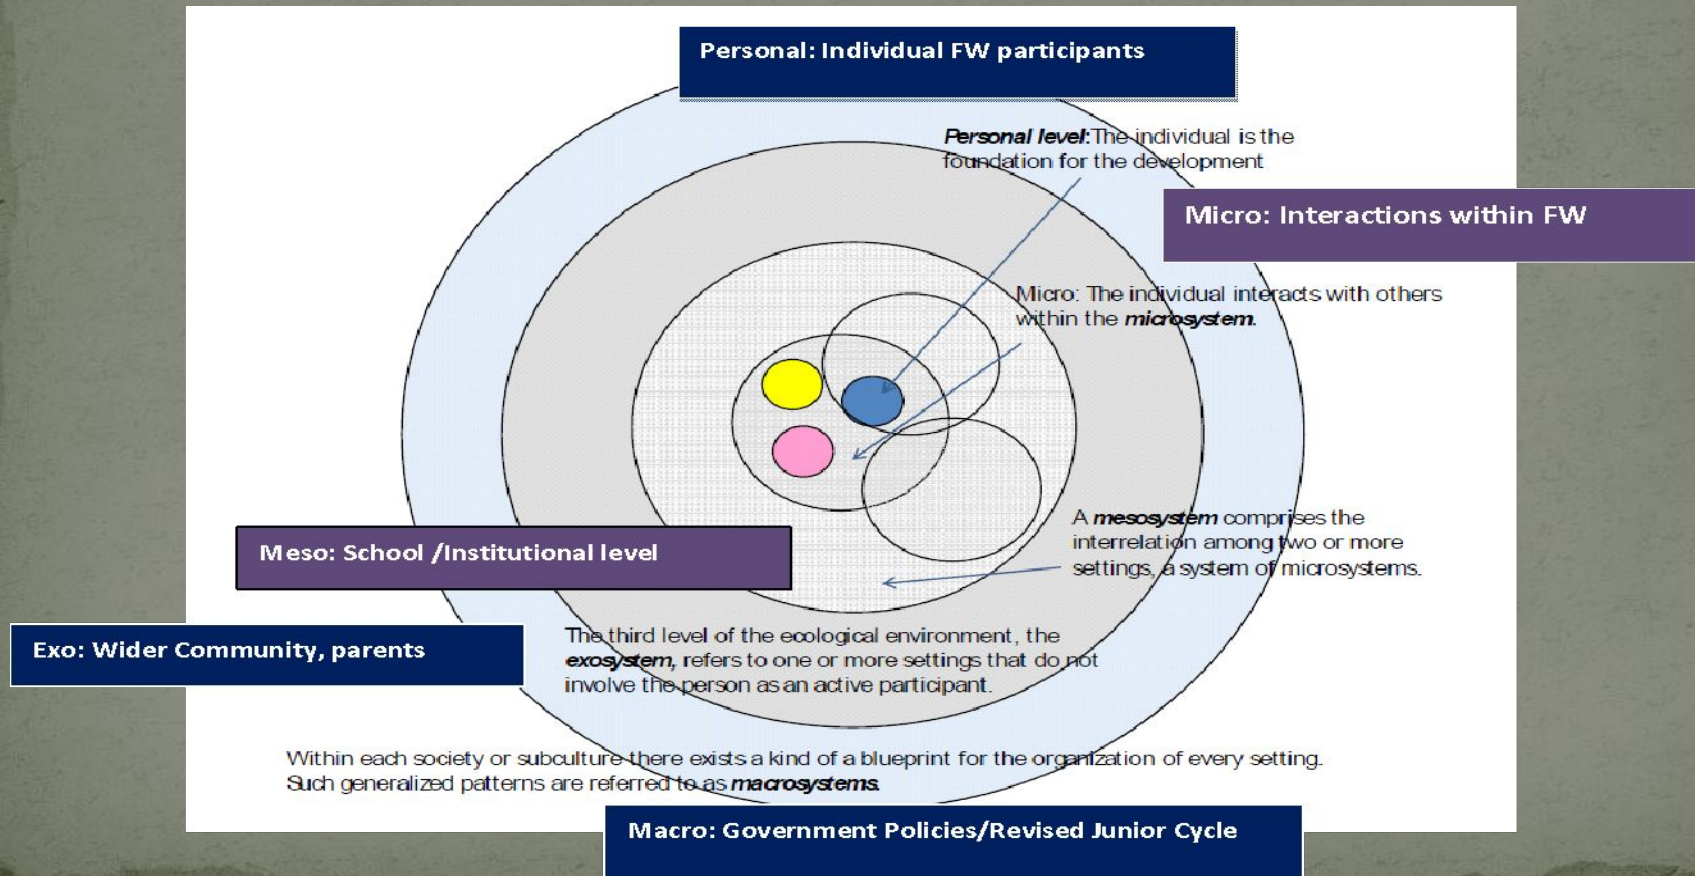 Personal: Individual FW participants
Personal level: The individual is the
foundation for the development
Micro: Interactions within FW
Micro: The individual interacts with others
within the microsystem.
A mesosystem comprises the
interrelation among two or more
settings, a system of microsystems.
Meso: School /Institutional level
Exo: Wider Community, parents
The third level of the ecological environment, the
exosystem, refers to one or more settings that do not
involve the person as an active participant.
Within each society or subculture there exists a kind of a blueprint for the organization of every setting.
Such generalized patterns are referred to as macrosystems.
Macro: Government Policies/Revised Junior Cycle